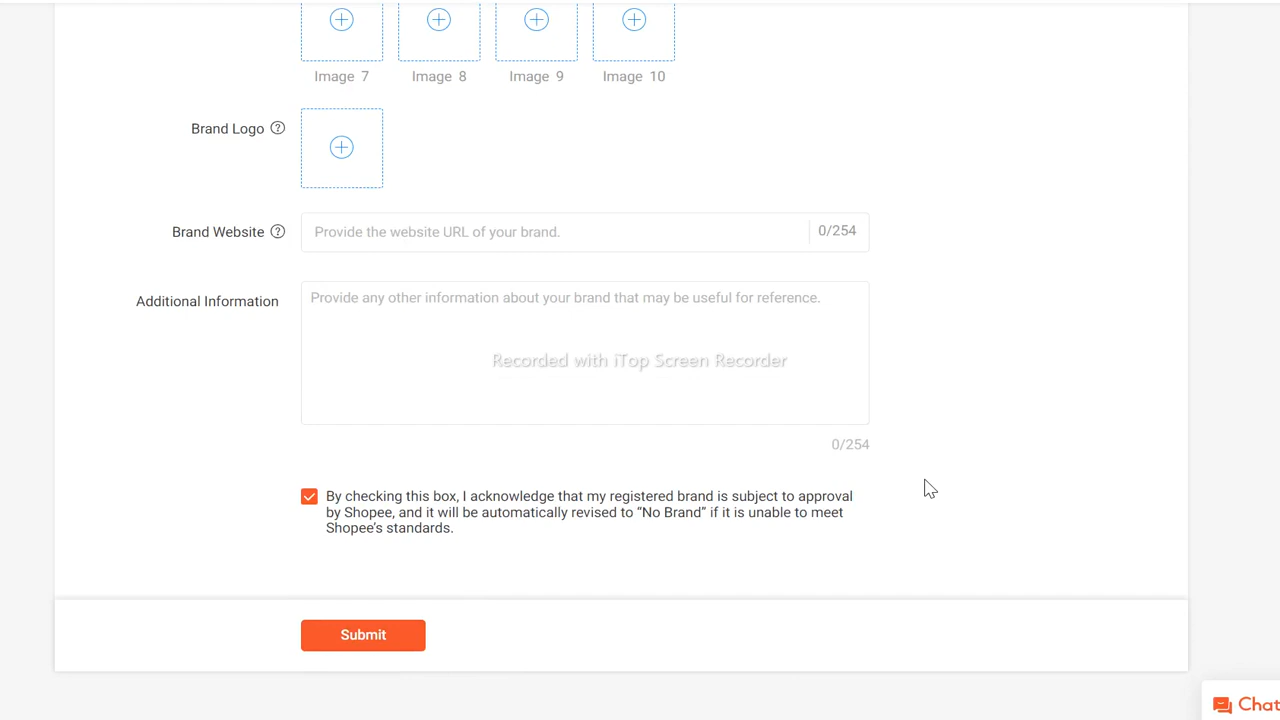 Image 7 Image 8 Image 9 Image 10
Brand Logo ?
Brand Website ? Provide the website URL of your brand. 0/254
Additional Information Provide any other information about your brand that may be useful for reference.
Recorded with iTop Screen Recorder
0/254
By checking this box, I acknowledge that my registered brand is subject to approval
by Shopee, and it will be automatically revised to “No Brand” if it is unable to meet
Shopee’s standards.
Submit
Chat